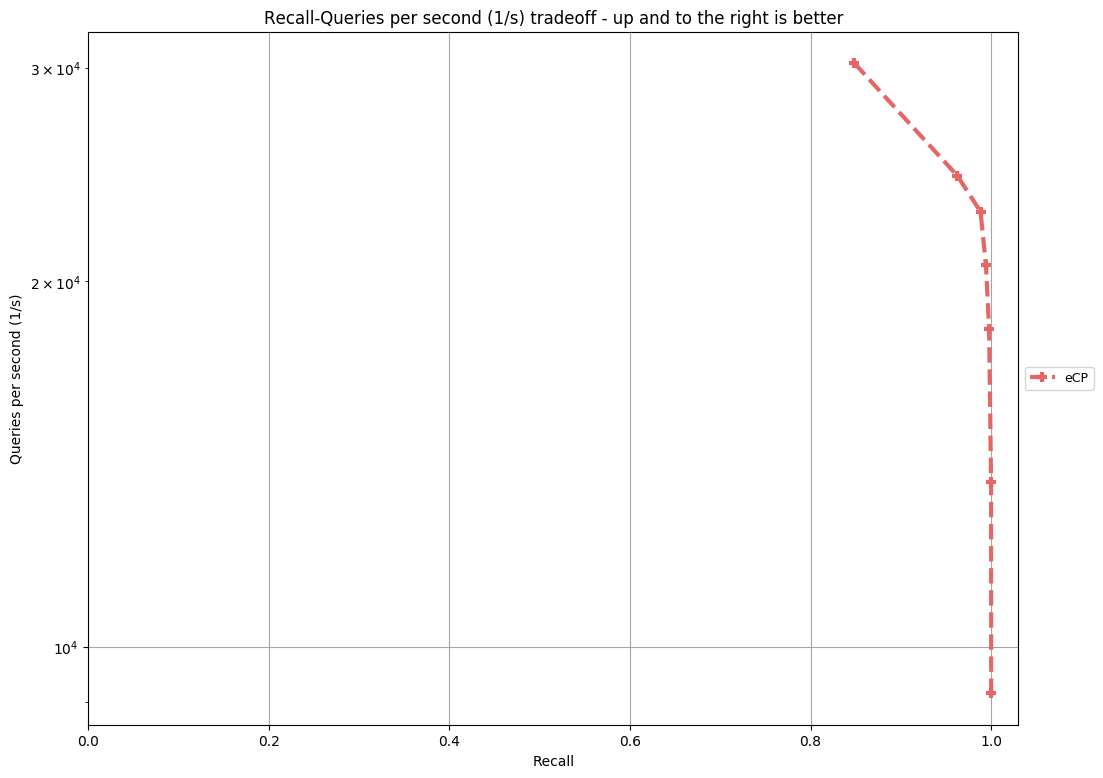 Recall-Queries per second (1/s) tradeoff - up and to the right is better
3 × 10⁴
2 × 10⁴
10⁴
Queries per second (1/s)
eCP
0.0 0.2 0.4 0.6 0.8 1.0
Recall